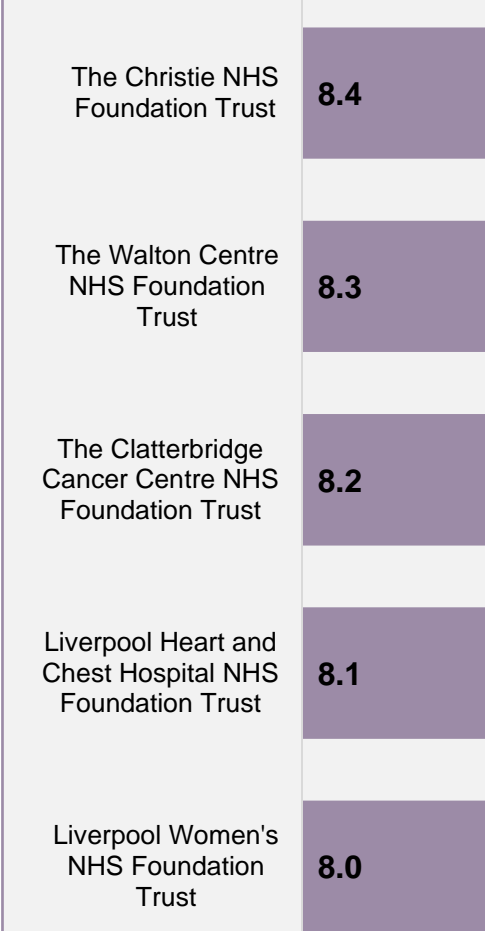 The Christie NHS
Foundation Trust
8.4
The Walton Centre
NHS Foundation
Trust
8.3
The Clatterbridge
Cancer Centre NHS
Foundation Trust
8.2
Liverpool Heart and
Chest Hospital NHS
Foundation Trust
8.1
Liverpool Women's
NHS Foundation
Trust
8.0